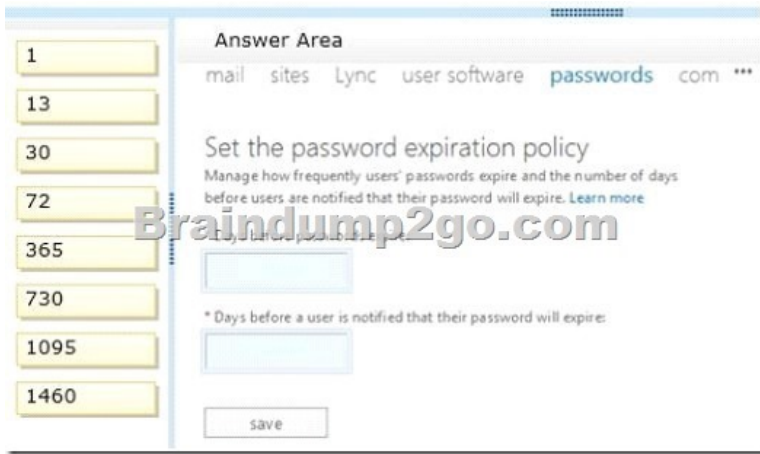 1
13
30
72
365
730
1095
1460
Answer Area
mail sites Lync user software passwords com ...
Set the password expiration policy
Manage how frequently users' passwords expire and the number of days
before users are notified that their password will expire. Learn more
Braindump2go.com
* Days before a user is notified that their password will expire:
save